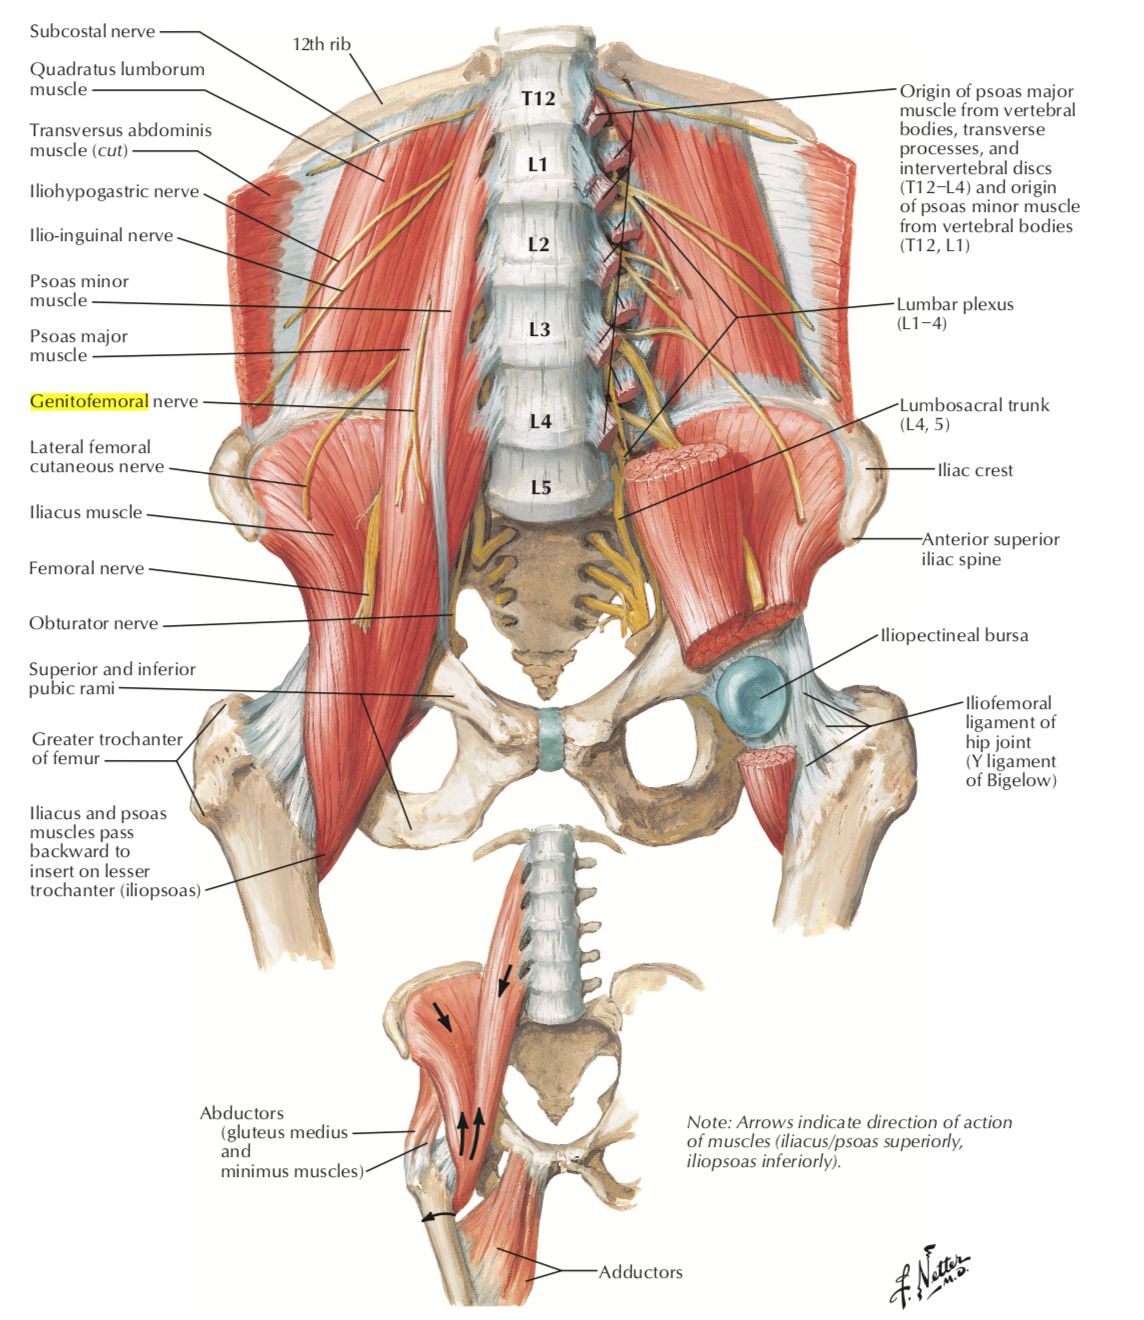 Subcostal nerve
Quadratus lumborum
muscle
Transversus abdominis
muscle (cut)
Iliohypogastric nerve
Ilio-inguinal nerve
Psoas minor
muscle
Psoas major
muscle
Genitofemoral nerve
Lateral femoral
cutaneous nerve
Iliacus muscle
Femoral nerve
Obturator nerve
Superior and inferior
pubic rami
Greater trochanter
of femur
Iliacus and psoas
muscles pass
backward to
insert on lesser
trochanter (iliopsoas)
12th rib
T12
L1
L2
L3
L4
L5
Origin of psoas major
muscle from vertebral
bodies, transverse
processes, and
intervertebral discs
(T12–L4) and origin
of psoas minor muscle
from vertebral bodies
(T12, L1)
Lumbar plexus
(L1–4)
Lumbosacral trunk
(L4, 5)
Iliac crest
Anterior superior
iliac spine
Iliopectineal bursa
Iliofemoral
ligament of
hip joint
(Y ligament
of Bigelow)
Abductors
(gluteus medius
and
minimus muscles)
Adductors
Note: Arrows indicate direction of action
of muscles (iliacus/psoas superiorly,
iliopsoas inferiorly).
F. Netter
M.D.